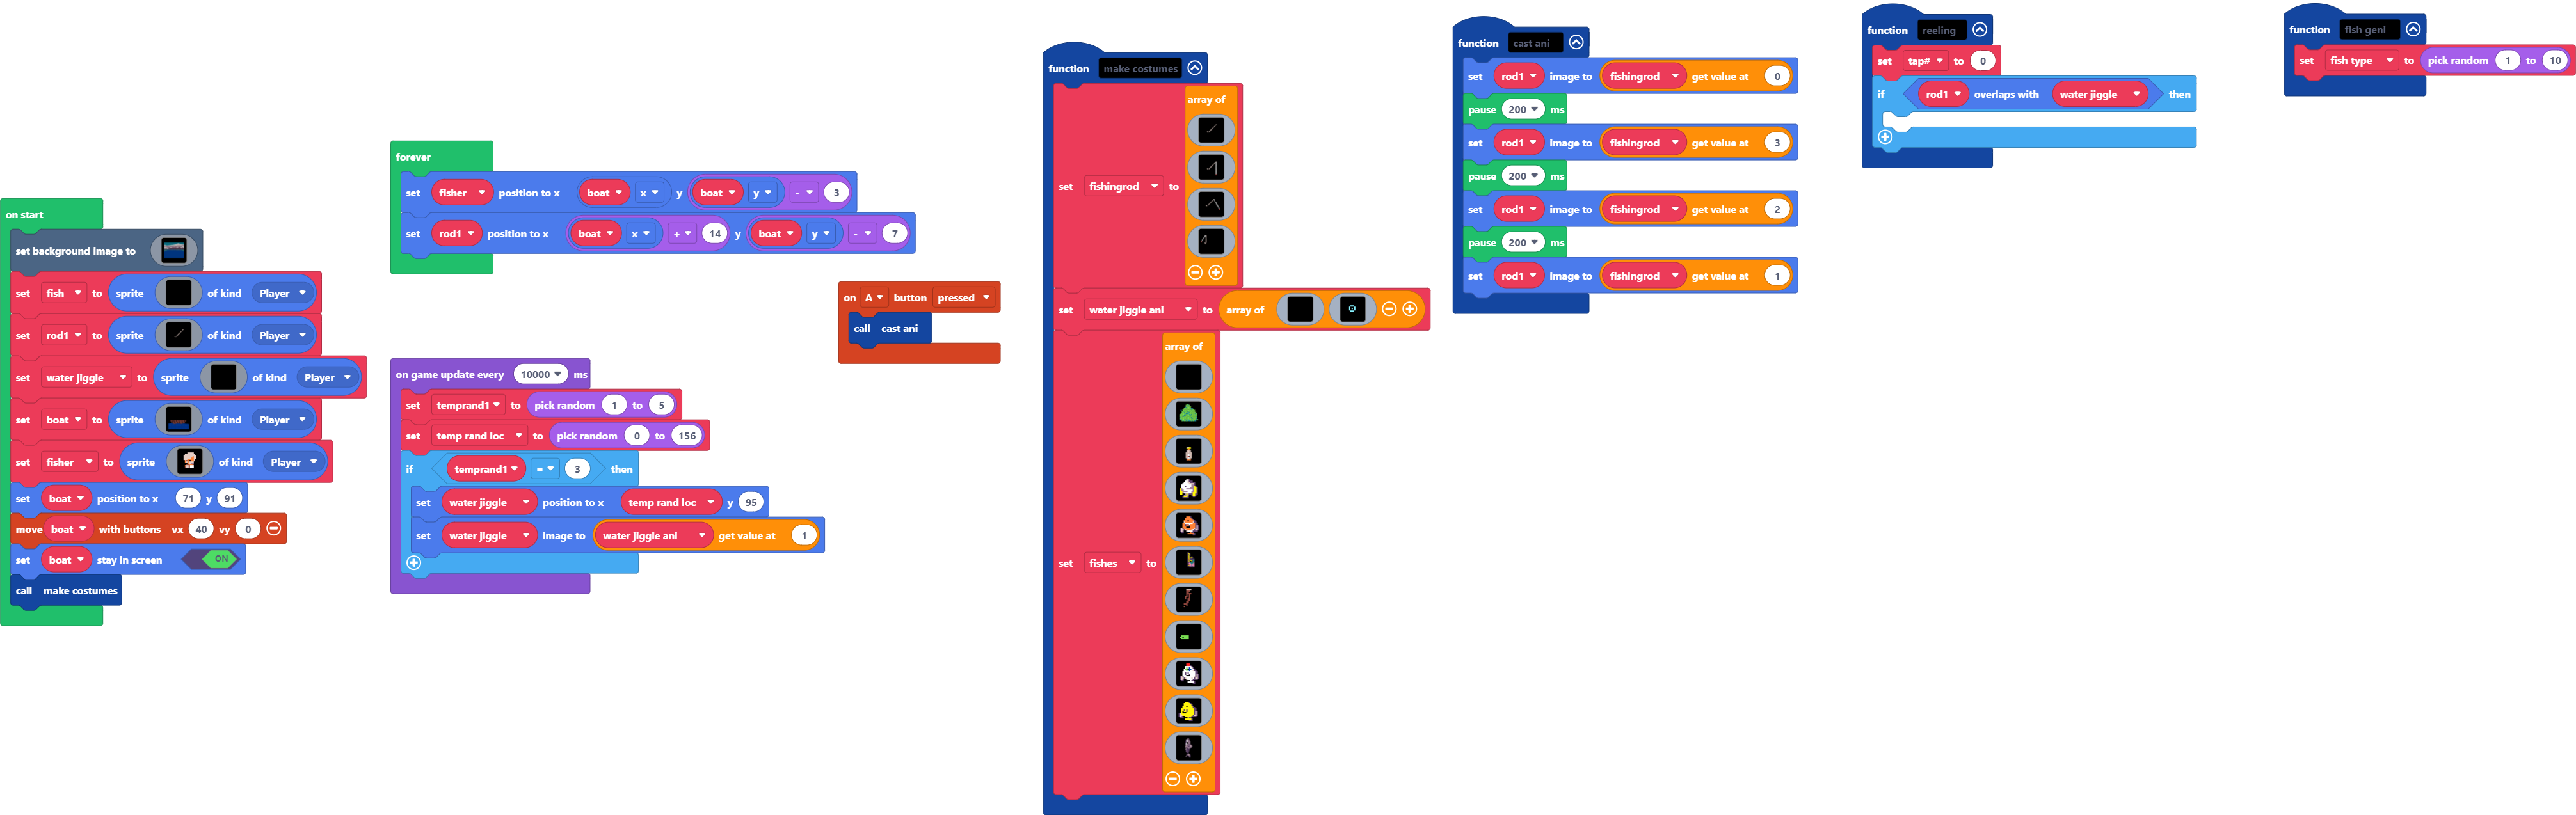 on start
set background image to
set fish to sprite of kind Player
set rod1 to sprite of kind Player
set water jiggle to sprite of kind Player
set boat to sprite of kind Player
set fisher to sprite of kind Player
set boat position to x 71 y 91
move boat with buttons vx 40 vy 0
set boat stay in screen ON
call make costumes
forever
set fisher position to x boat x y boat y - 3
set rod1 position to x boat x + 14 y boat y - 7
on game update every 10000 ms
set temprand1 to pick random 1 to 5
set temp rand loc to pick random 0 to 156
if temprand1 = 3 then
set water jiggle position to x temp rand loc y 95
set water jiggle image to water jiggle ani get value at 1
on A button pressed
call cast ani
function make costumes
set fishingrod to array of
set water jiggle ani to array of
set fishes to array of
function cast ani
set rod1 image to fishingrod get value at 0
pause 200 ms
set rod1 image to fishingrod get value at 3
pause 200 ms
set rod1 image to fishingrod get value at 2
pause 200 ms
set rod1 image to fishingrod get value at 1
function reeling
set tap# to 0
if rod1 overlaps with water jiggle then
function fish geni
set fish type to pick random 1 to 10